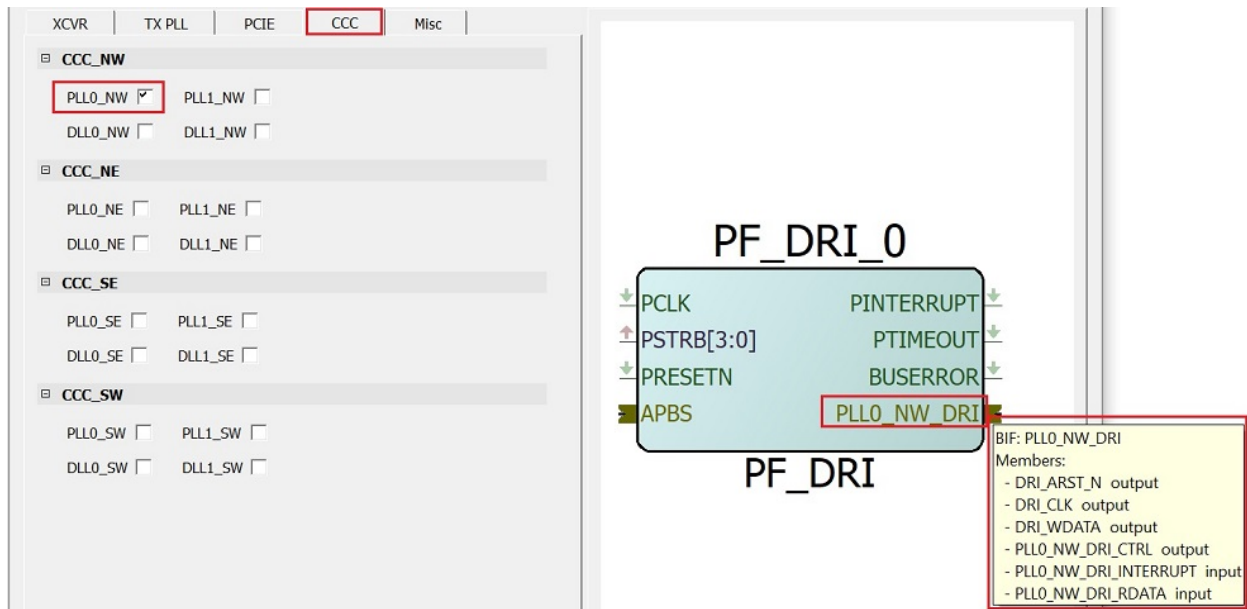 XCVR TX PLL PCIE CCC Misc
CCC_NW
PLL0_NW PLL1_NW
DLL0_NW DLL1_NW
CCC_NE
PLL0_NE PLL1_NE
DLL0_NE DLL1_NE
CCC_SE
PLL0_SE PLL1_SE
DLL0_SE DLL1_SE
CCC_SW
PLL0_SW PLL1_SW
DLL0_SW DLL1_SW
PF_DRI_0
PCLK PINTERRUPT
PSTRB[3:0] PTIMEOUT
PRESETN BUSERROR
APBS PLL0_NW_DRI
PF_DRI
BIF: PLL0_NW_DRI
Members:
- DRI_ARST_N output
- DRI_CLK output
- DRI_WDATA output
- PLL0_NW_DRI_CTRL output
- PLL0_NW_DRI_INTERRUPT input
- PLL0_NW_DRI_RDATA input